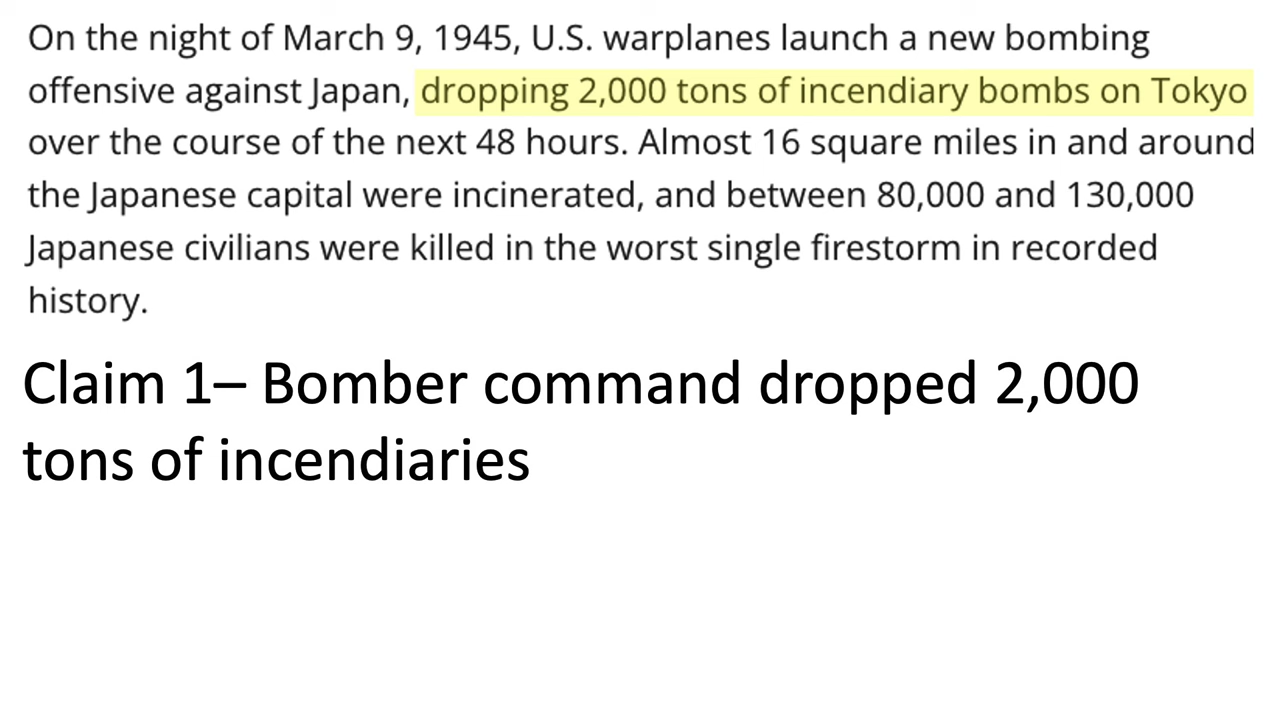 On the night of March 9, 1945, U.S. warplanes launch a new bombing
offensive against Japan, dropping 2,000 tons of incendiary bombs on Tokyo
over the course of the next 48 hours. Almost 16 square miles in and around
the Japanese capital were incinerated, and between 80,000 and 130,000
Japanese civilians were killed in the worst single firestorm in recorded
history.
Claim 1– Bomber command dropped 2,000
tons of incendiaries